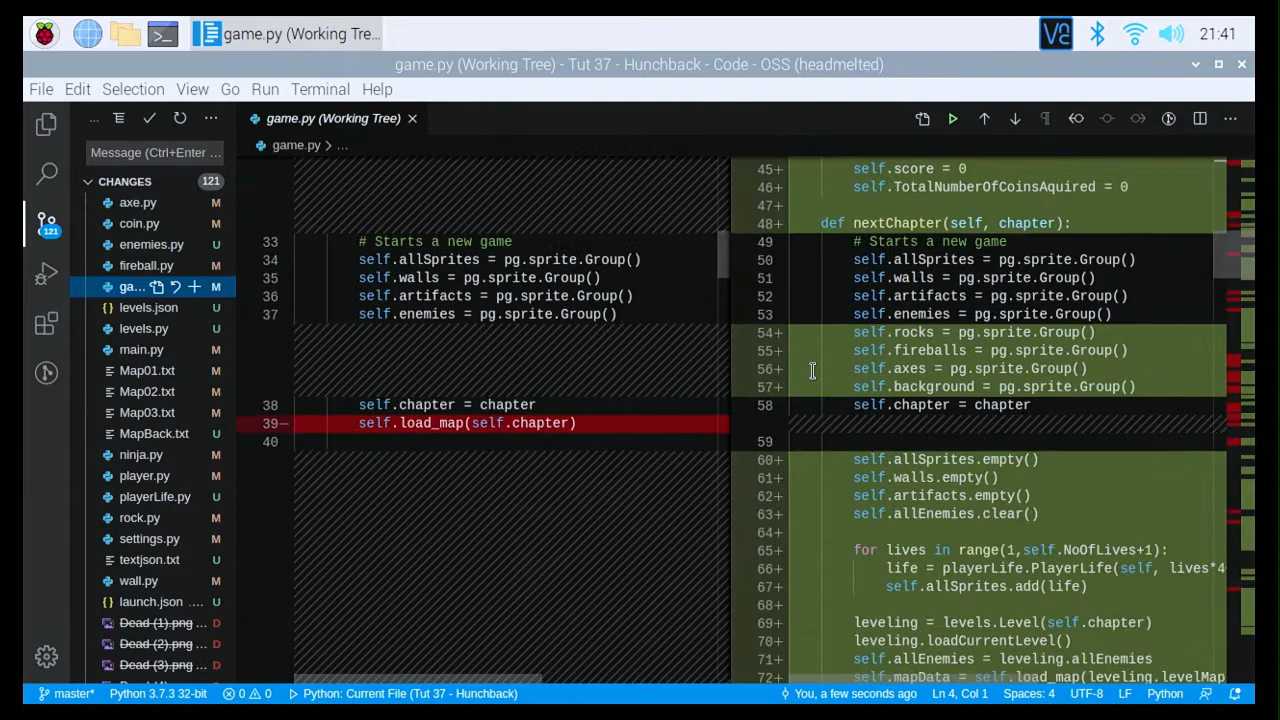 game.py (Working Tre...
V2
21:41
game.py (Working Tree) - Tut 37 - Hunchback - Code - OSS (headmelted)
File Edit Selection View Go Run Terminal Help
... game.py (Working Tree)
Message (Ctrl+Enter ...
game.py > ...
CHANGES 121
axe.py M
coin.py M
enemies.py U
fireball.py M
ga... M
levels.json U
levels.py U
main.py M
Map01.txt M
Map02.txt M
Map03.txt M
MapBack.txt U
ninja.py M
player.py M
playerLife.py U
rock.py M
settings.py M
textjson.txt U
wall.py M
launch.json ... U
Dead (1).png ... D
Dead (2).png ... D
Dead (3).png ... D
121
33 # Starts a new game
34 self.allSprites = pg.sprite.Group()
35 self.walls = pg.sprite.Group()
36 self.artifacts = pg.sprite.Group()
37 self.enemies = pg.sprite.Group()
38 self.chapter = chapter
39— self.load_map(self.chapter)
40
45+ self.score = 0
46+ self.TotalNumberOfCoinsAquired = 0
47+
48+ def nextChapter(self, chapter):
49 # Starts a new game
50 self.allSprites = pg.sprite.Group()
51 self.walls = pg.sprite.Group()
52 self.artifacts = pg.sprite.Group()
53 self.enemies = pg.sprite.Group()
54+ self.rocks = pg.sprite.Group()
55+ self.fireballs = pg.sprite.Group()
56+ self.axes = pg.sprite.Group()
57+ self.background = pg.sprite.Group()
58 self.chapter = chapter
59
60+ self.allSprites.empty()
61+ self.walls.empty()
62+ self.artifacts.empty()
63+ self.allEnemies.clear()
64+
65+ for lives in range(1,self.NoOfLives+1):
66+ life = playerLife.PlayerLife(self, lives*4
67+ self.allSprites.add(life)
68+
69+ leveling = levels.Level(self.chapter)
70+ leveling.loadCurrentLevel()
71+ self.allEnemies = leveling.allEnemies
72+ self.mapData = self.load_map(leveling.levelMap
master* Python 3.7.3 32-bit 0 0 Python: Current File (Tut 37 - Hunchback) You, a few seconds ago Ln 4, Col 1 Spaces: 4 UTF-8 LF Python